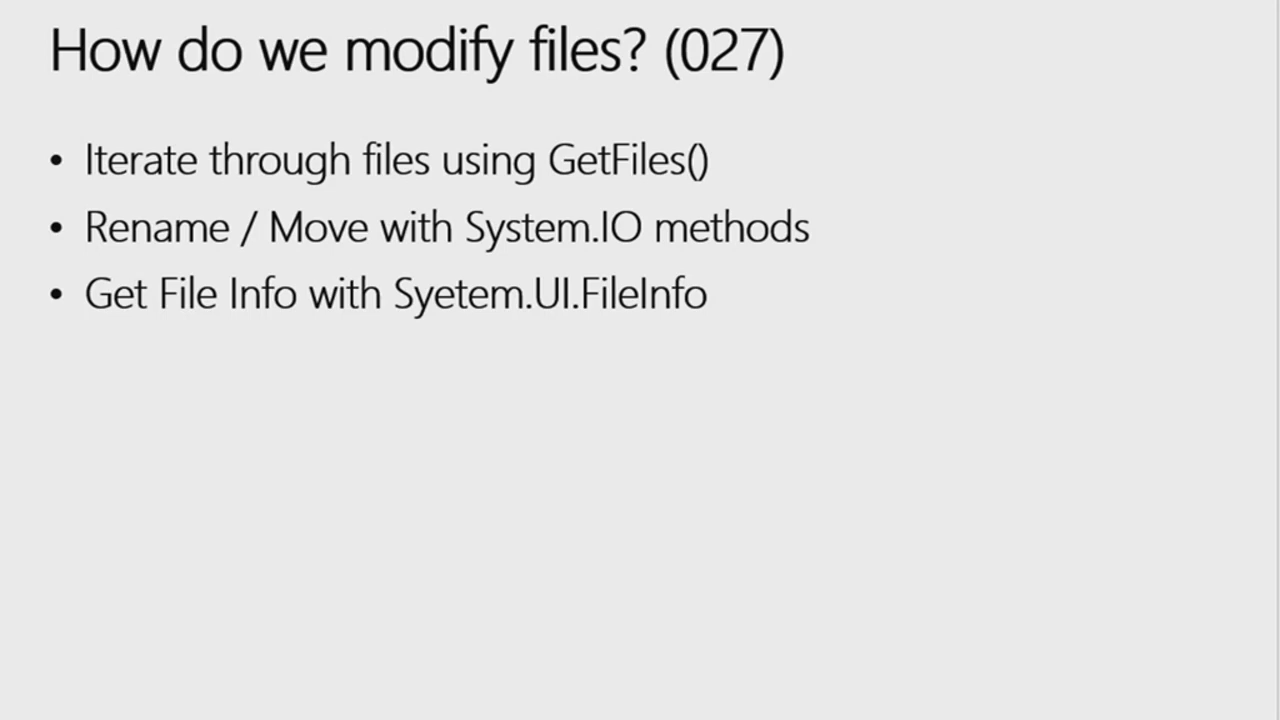 How do we modify files? (027)
• Iterate through files using GetFiles()
• Rename / Move with System.IO methods
• Get File Info with Syetem.UI.FileInfo